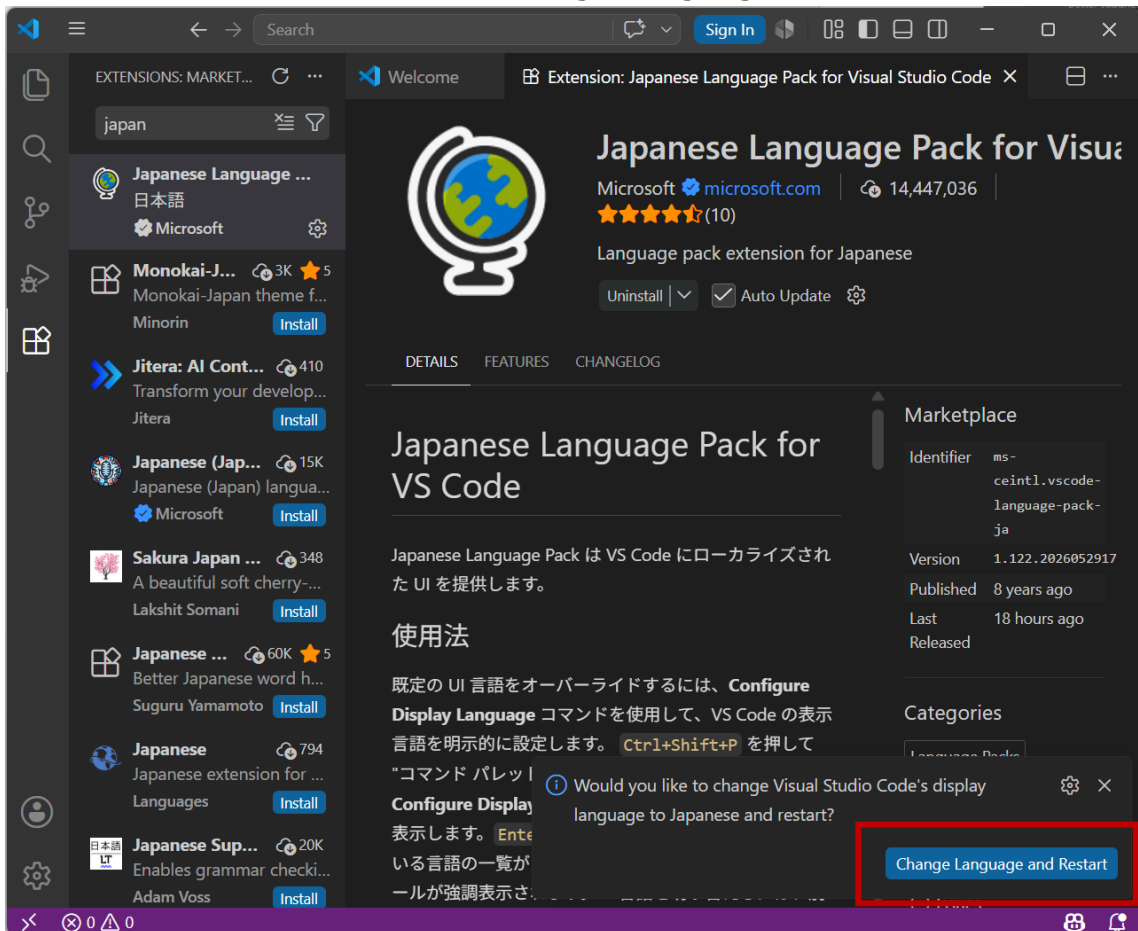 Search
Sign In
EXTENSIONS: MARKET...
japan
Japanese Language ...
日本語
Microsoft
Monokai-J... 3K 5
Monokai-Japan theme f...
Minorin Install
Jitera: AI Cont... 410
Transform your develop...
Jitera Install
Japanese (Jap... 15K
Japanese (Japan) langua...
Microsoft Install
Sakura Japan ... 348
A beautiful soft cherry-...
Lakshit Somani Install
Japanese ... 60K 5
Better Japanese word h...
Suguru Yamamoto Install
Japanese 794
Japanese extension for ...
Languages Install
日本語 LT
Japanese Sup... 20K
Enables grammar checki...
Adam Voss Install
Welcome
Extension: Japanese Language Pack for Visual Studio Code
Japanese Language Pack for Visua
Microsoft microsoft.com 14,447,036
(10)
Language pack extension for Japanese
Uninstall Auto Update
DETAILS FEATURES CHANGELOG
Japanese Language Pack for
VS Code
Japanese Language Pack は VS Code にローカライズされ
た UI を提供します。
使用法
既定の UI 言語をオーバーライドするには、Configure
Display Language コマンドを使用して、VS Code の表示
言語を明示的に設定します。 Ctrl+Shift+P を押して
"コマンド パレット
Configure Display
表示します。 Ente
いる言語の一覧が
ールが強調表示され
Marketplace
Identifier ms-
ceintl.vscode-
language-pack-
ja
Version 1.122.2026052917
Published 8 years ago
Last 18 hours ago
Released
Categories
Language Packs
Would you like to change Visual Studio Code's display
language to Japanese and restart?
Change Language and Restart
0 0